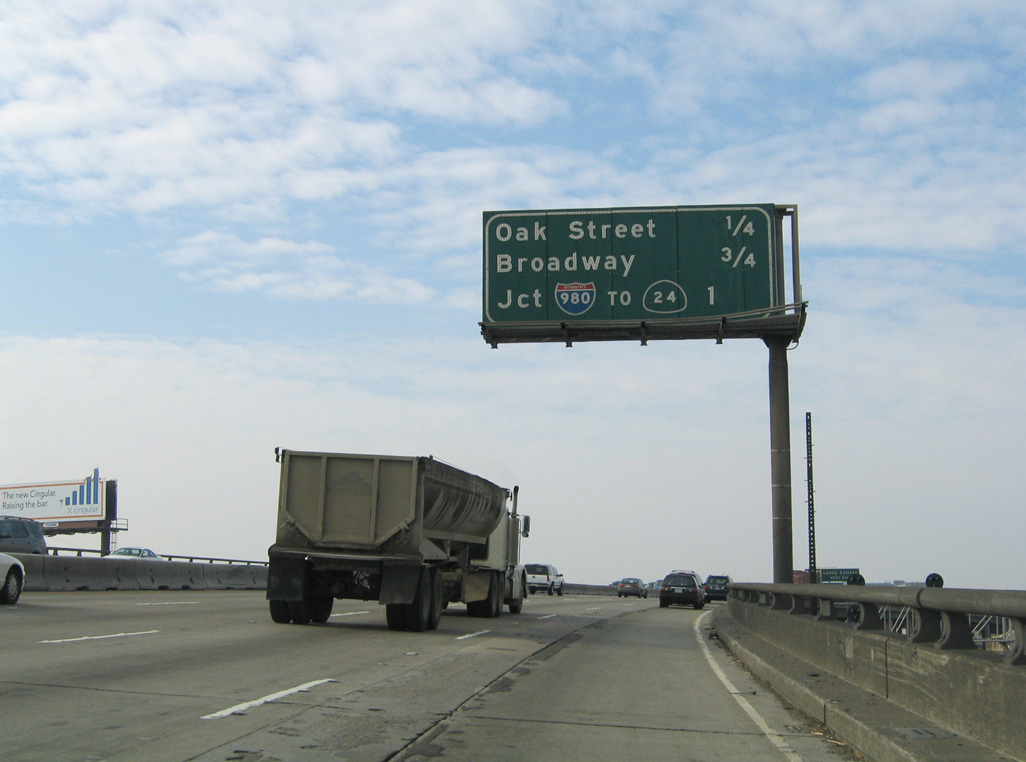 Oak Street 1/4
Broadway 3/4
Jct INTERSTATE 980 TO 24 1
The new Cingular.
Raising the bar.
cingular